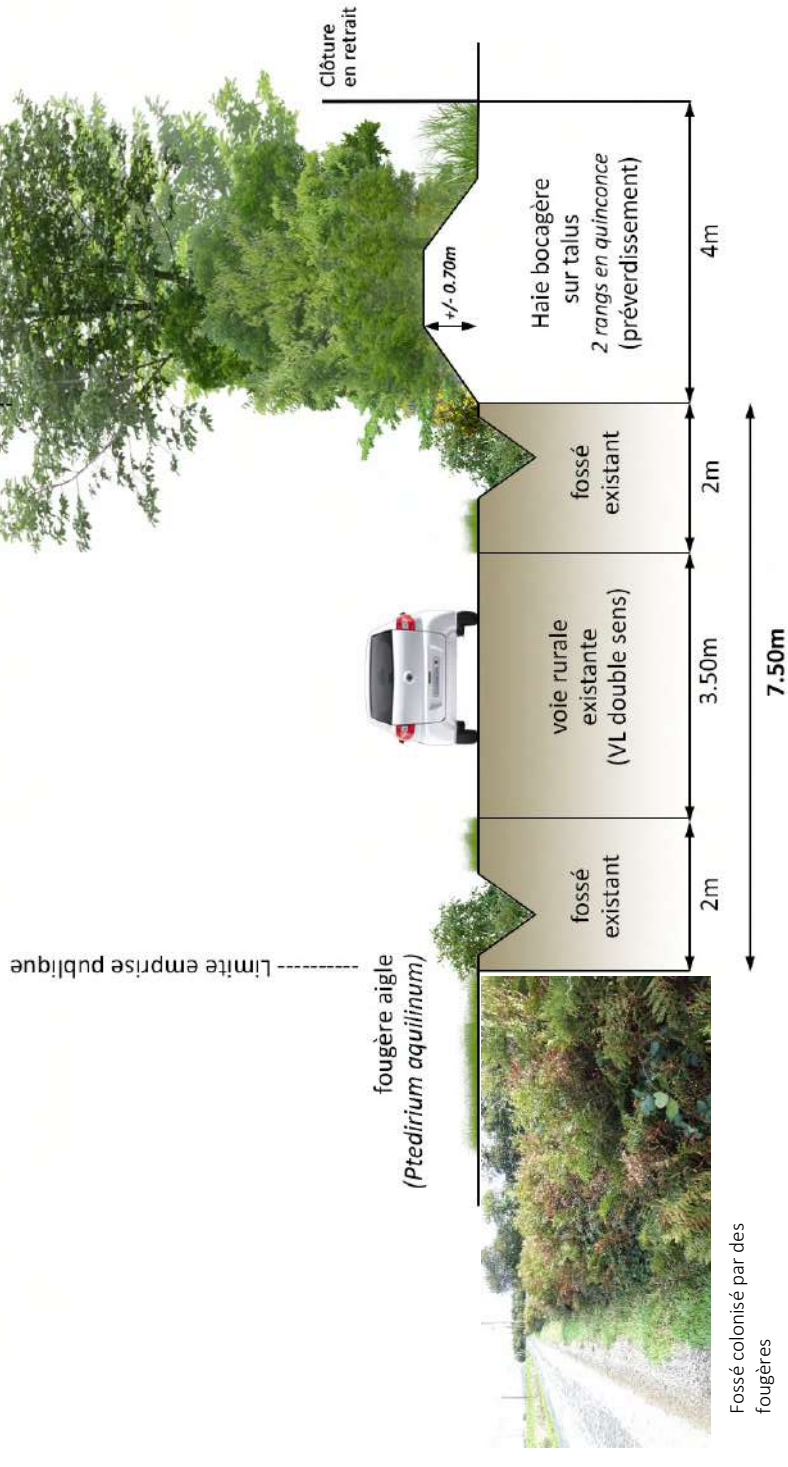 Limite emprise publique
fougère aigle
(Ptedirium aquilinum)
Clôture
en retrait
+/- 0.70m
fossé
existant
voie rurale
existante
(VL double sens)
fossé
existant
Haie bocagère
sur talus
2 rangs en quinconce
(préverdissement)
2m
3.50m
2m
4m
7.50m
Fossé colonisé par des
fougères